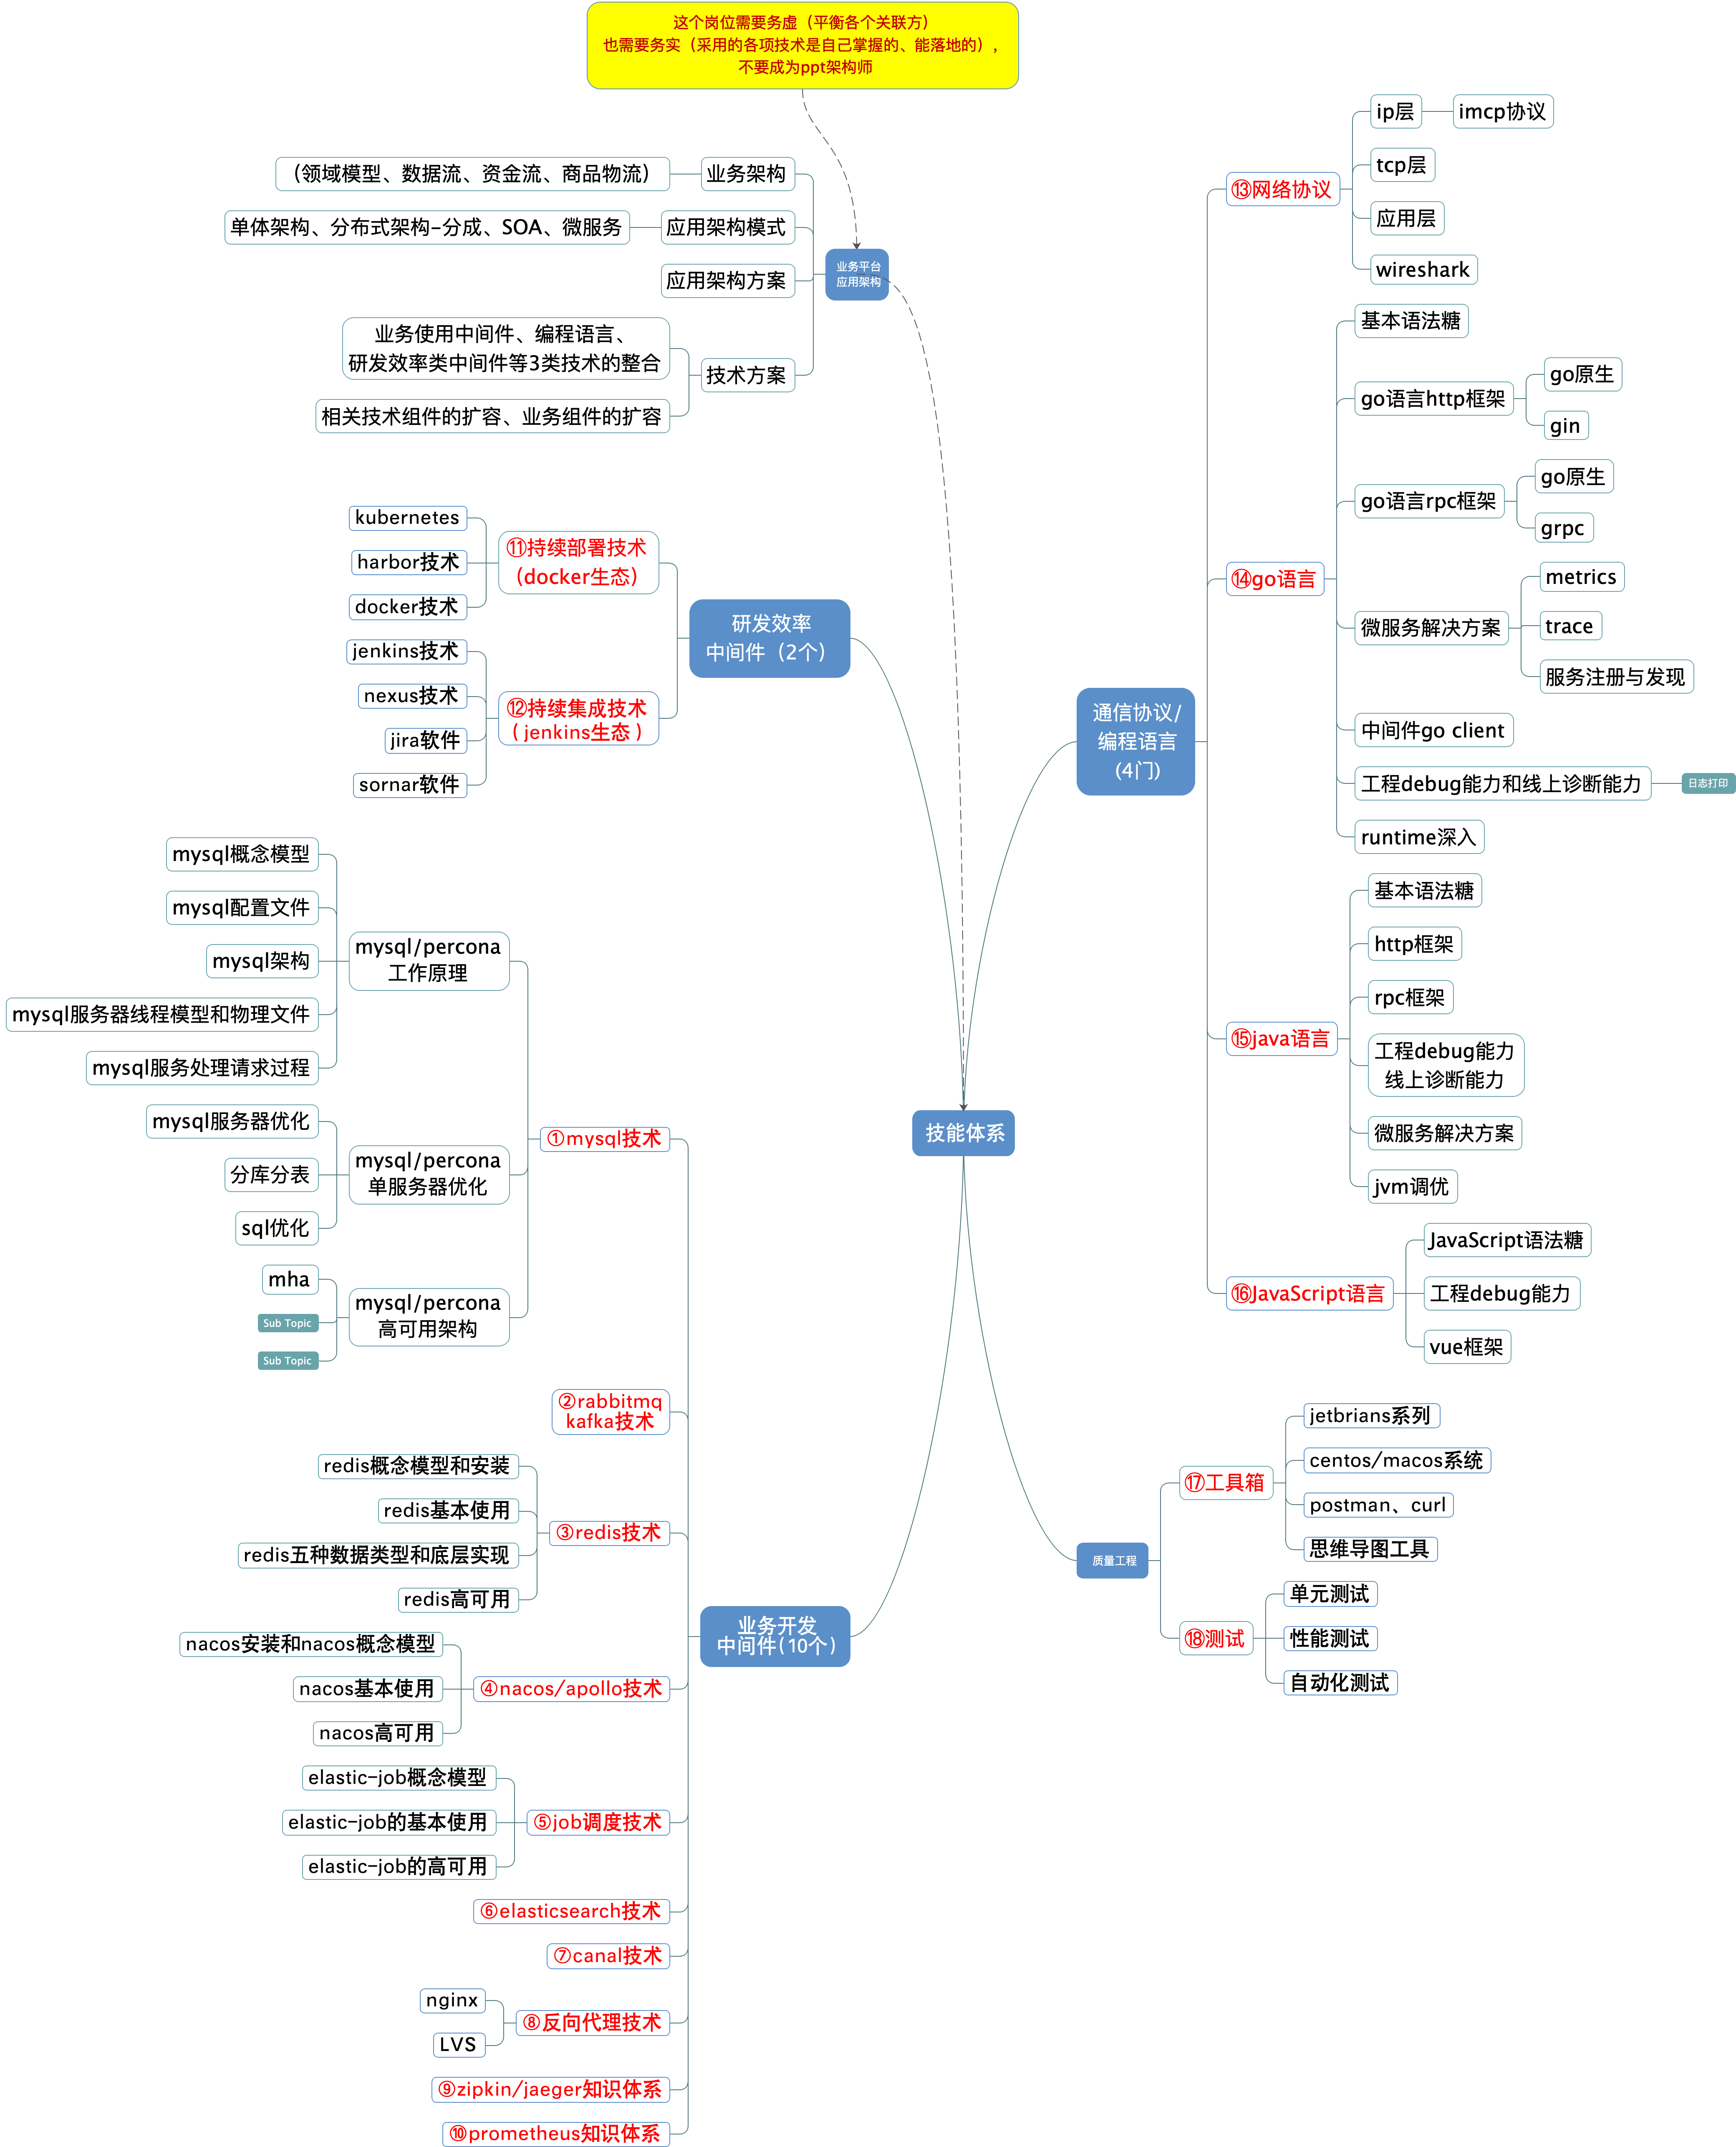 这个岗位需要务虚（平衡各个关联方）
也需要务实（采用的各项技术是自己掌握的、能落地的），
不要成为ppt架构师
业务平台
应用架构
业务架构
（领域模型、数据流、资金流、商品物流）
应用架构模式
单体架构、分布式架构-分成、SOA、微服务
应用架构方案
技术方案
业务使用中间件、编程语言、
研发效率类中间件等3类技术的整合
相关技术组件的扩容、业务组件的扩容
技能体系
研发效率
中间件（2个）
⑪持续部署技术
（docker生态）
kubernetes
harbor技术
docker技术
⑫持续集成技术
（jenkins生态）
jenkins技术
nexus技术
jira软件
sornar软件
业务开发
中间件(10个)
①mysql技术
mysql/percona
工作原理
mysql概念模型
mysql配置文件
mysql架构
mysql服务器线程模型和物理文件
mysql服务处理请求过程
mysql/percona
单服务器优化
mysql服务器优化
分库分表
sql优化
mysql/percona
高可用架构
mha
Sub Topic
Sub Topic
②rabbitmq
kafka技术
③redis技术
redis概念模型和安装
redis基本使用
redis五种数据类型和底层实现
redis高可用
④nacos/apollo技术
nacos安装和nacos概念模型
nacos基本使用
nacos高可用
⑤job调度技术
elastic-job概念模型
elastic-job的基本使用
elastic-job的高可用
⑥elasticsearch技术
⑦canal技术
⑧反向代理技术
nginx
LVS
⑨zipkin/jaeger知识体系
⑩prometheus知识体系
通信协议/
编程语言
(4门)
⑬网络协议
ip层
imcp协议
tcp层
应用层
wireshark
⑭go语言
基本语法糖
go语言http框架
go原生
gin
go语言rpc框架
go原生
grpc
微服务解决方案
metrics
trace
服务注册与发现
中间件go client
工程debug能力和线上诊断能力
日志打印
runtime深入
⑮java语言
基本语法糖
http框架
rpc框架
工程debug能力
线上诊断能力
微服务解决方案
jvm调优
⑯JavaScript语言
JavaScript语法糖
工程debug能力
vue框架
质量工程
⑰工具箱
jetbrians系列
centos/macos系统
postman、curl
思维导图工具
⑱测试
单元测试
性能测试
自动化测试